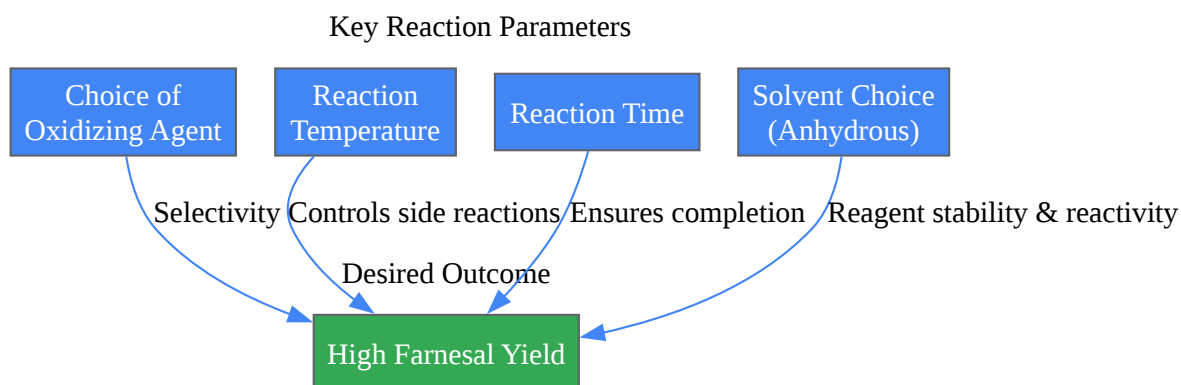 Key Reaction Parameters
Choice of
Oxidizing Agent
Reaction
Temperature
Reaction Time
Solvent Choice
(Anhydrous)
Selectivity
Controls side reactions
Ensures completion
Reagent stability & reactivity
Desired Outcome
High Farnesal Yield